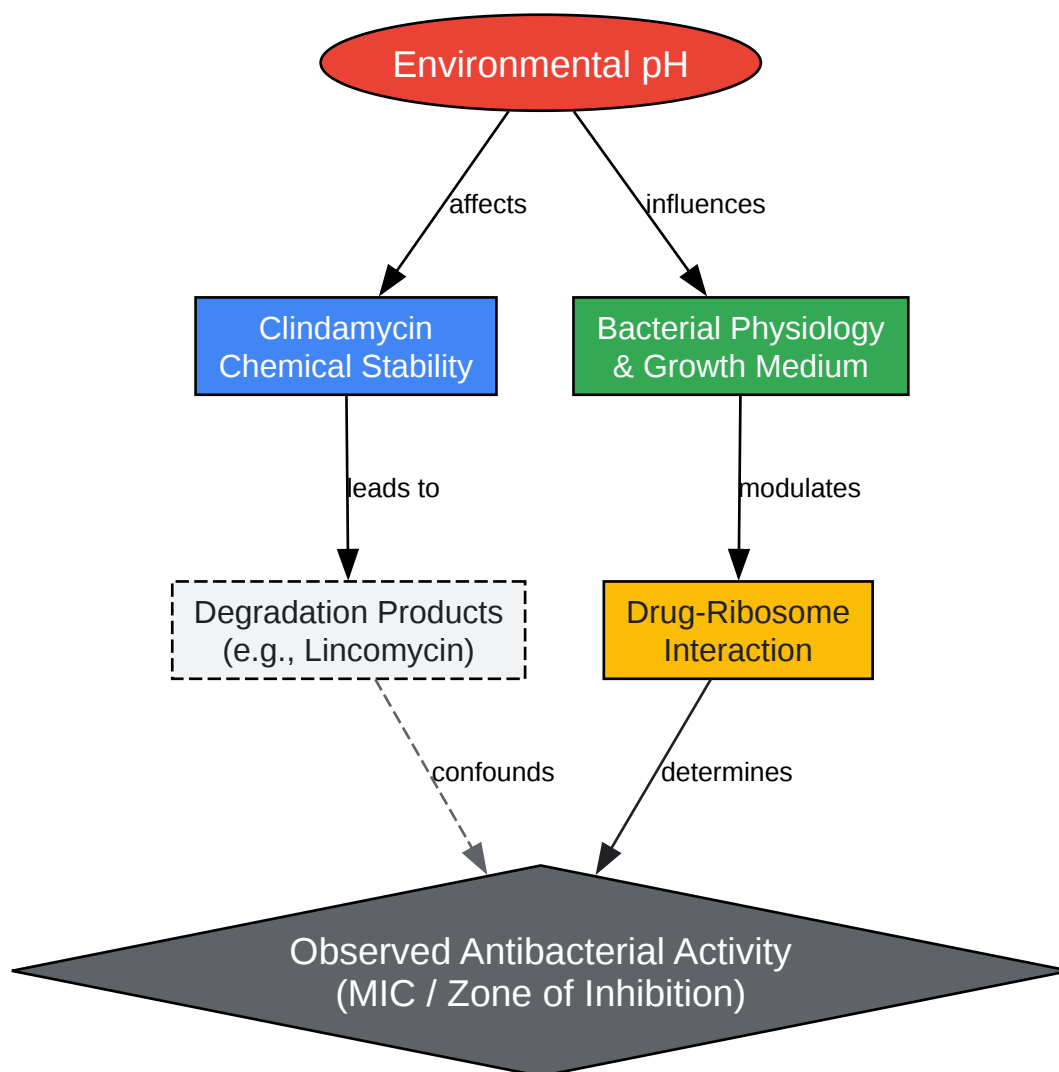 Environmental pH
affects
influences
Clindamycin
Chemical Stability
Bacterial Physiology
& Growth Medium
leads to
modulates
Degradation Products
(e.g., Lincomycin)
Drug-Ribosome
Interaction
confounds
determines
Observed Antibacterial Activity
(MIC / Zone of Inhibition)